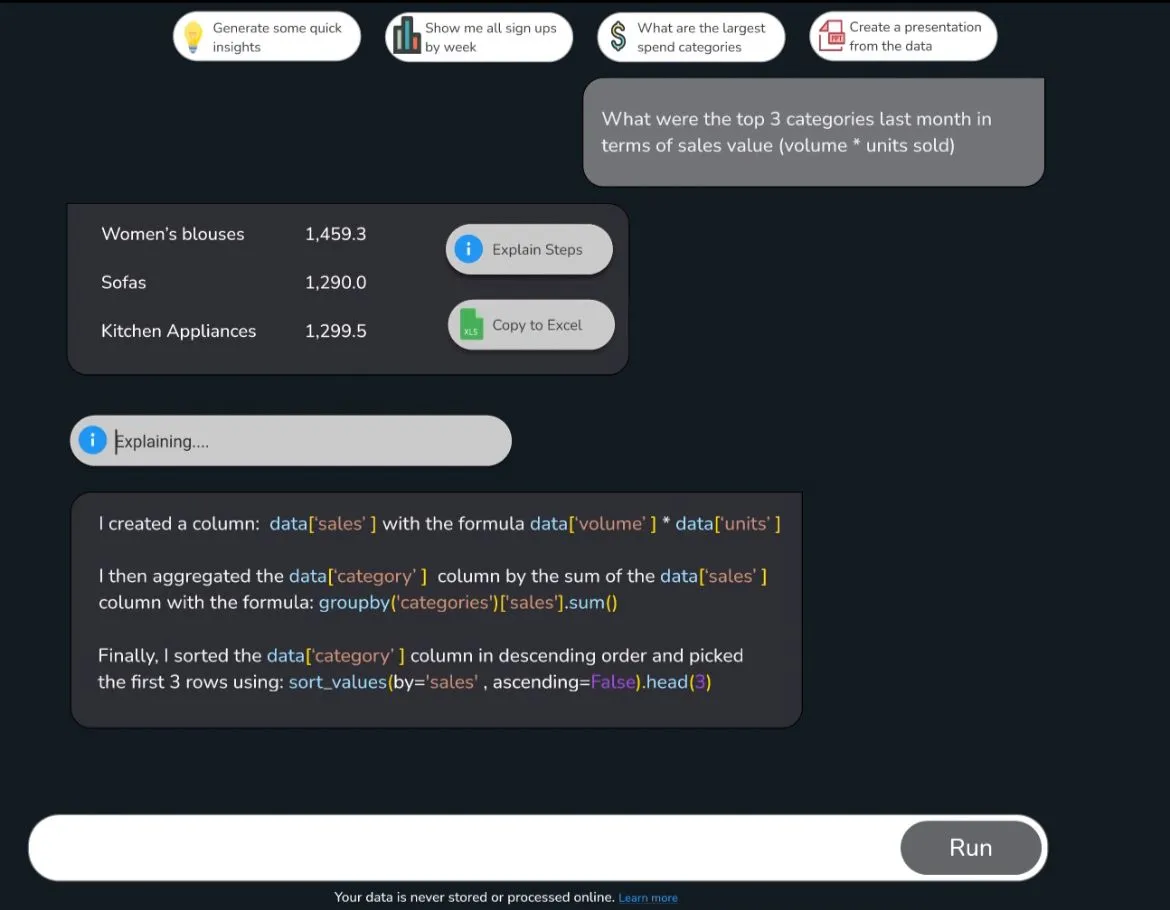 Generate some quick
insights
Show me all sign ups
by week
What are the largest
spend categories
PPT
Create a presentation
from the data
What were the top 3 categories last month in
terms of sales value (volume * units sold)
Women's blouses 1,459.3
Explain Steps
Sofas 1,290.0
Kitchen Appliances 1,299.5
XLS Copy to Excel
Explaining....
I created a column: data['sales' ] with the formula data['volume' ] * data['units' ]
I then aggregated the data['category' ] column by the sum of the data['sales' ]
column with the formula: groupby('categories')['sales'].sum()
Finally, I sorted the data['category' ] column in descending order and picked
the first 3 rows using: sort_values(by='sales' , ascending=False).head(3)
Run
Your data is never stored or processed online. Learn more